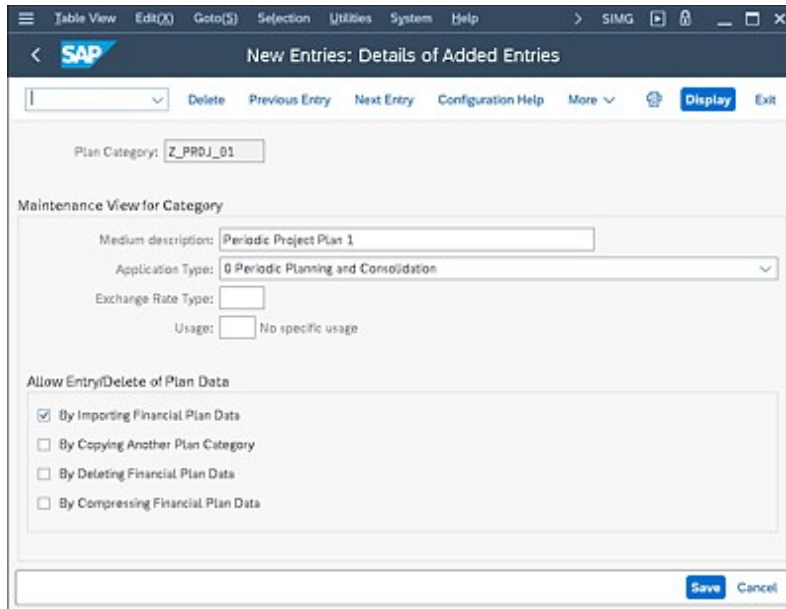 Table View Edit(X) Goto(S) Selection Utilities System Help > SIMG
< SAP New Entries: Details of Added Entries
Delete Previous Entry Next Entry Configuration Help More Display Exit
Plan Category: Z_PROJ_01
Maintenance View for Category
Medium description: Periodic Project Plan 1
Application Type: 0 Periodic Planning and Consolidation
Exchange Rate Type:
Usage: No specific usage
Allow Entry/Delete of Plan Data
By Importing Financial Plan Data
By Copying Another Plan Category
By Deleting Financial Plan Data
By Compressing Financial Plan Data
Save Cancel